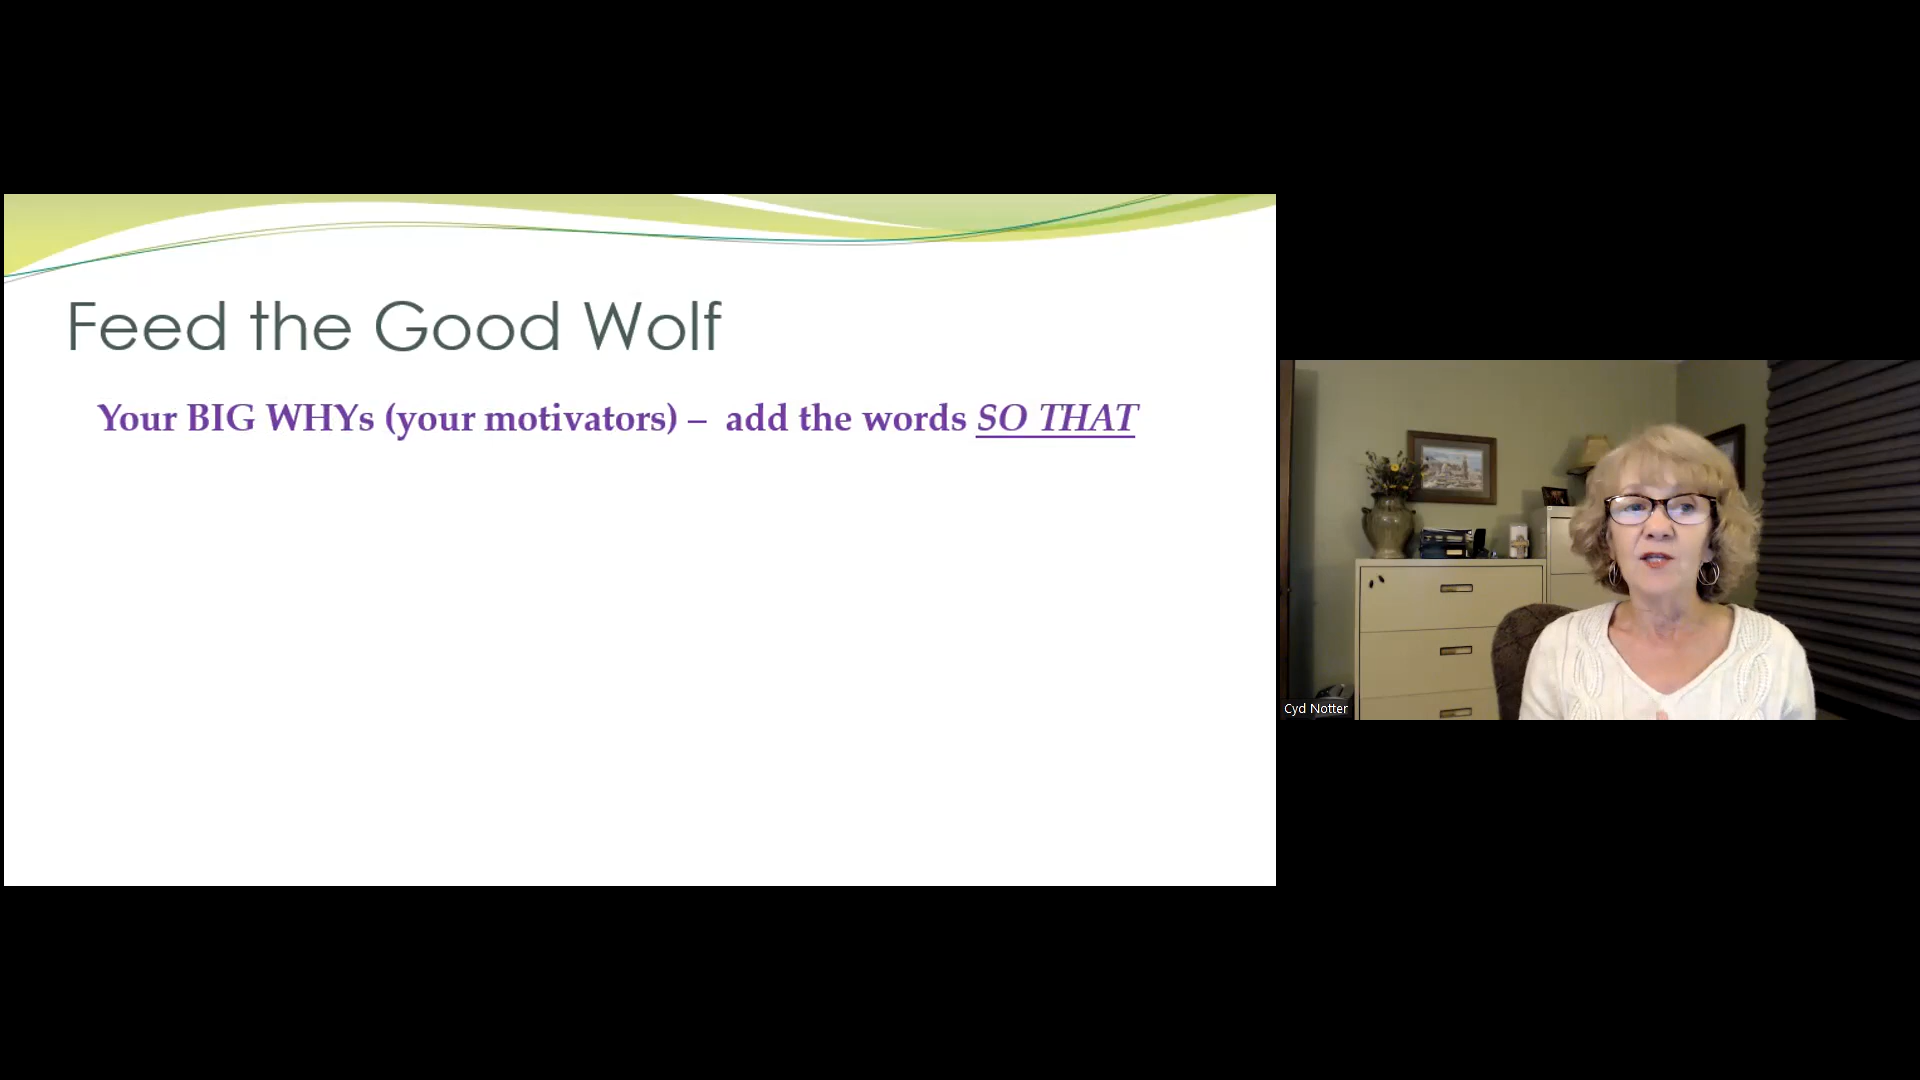 Feed the Good Wolf
Your BIG WHYs (your motivators) – add the words SO THAT
Cyd Notter